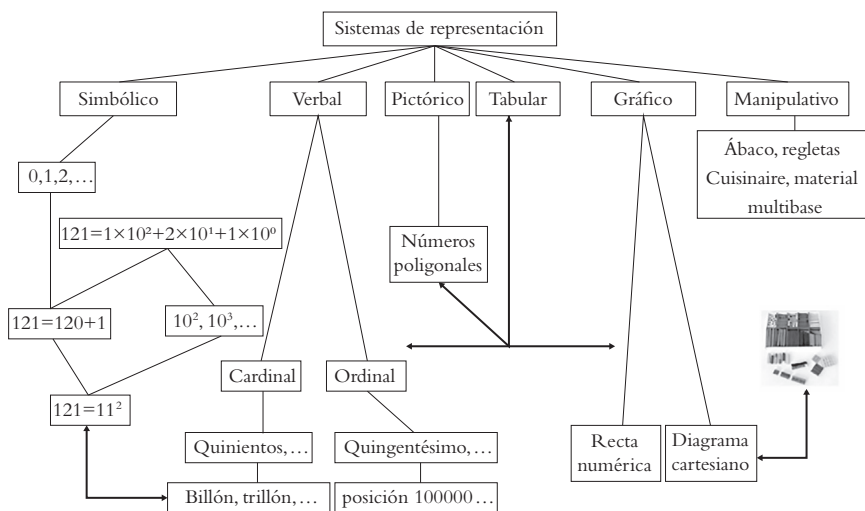 Sistemas de representación
Simbólico
Verbal
Pictórico
Tabular
Gráfico
Manipulativo
Ábaco, regletas
Cuisinaire, material
multibase
0,1,2,…
121=1×10²+2×10¹+1×10⁰
Números
poligonales
121=120+1
10², 10³,…
Cardinal
Ordinal
121=11²
Quinientos,…
Quingentésimo,…
Recta
numérica
Diagrama
cartesiano
Billón, trillón,…
posición 100000…